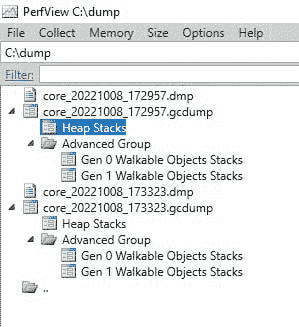 PerfView C:\dump
File Collect Memory Size Options Help
C:\dump
Filter:
core_20221008_172957.dmp
core_20221008_172957.gcdump
Heap Stacks
Advanced Group
Gen 0 Walkable Objects Stacks
Gen 1 Walkable Objects Stacks
core_20221008_173323.dmp
core_20221008_173323.gcdump
Heap Stacks
Advanced Group
Gen 0 Walkable Objects Stacks
Gen 1 Walkable Objects Stacks
..